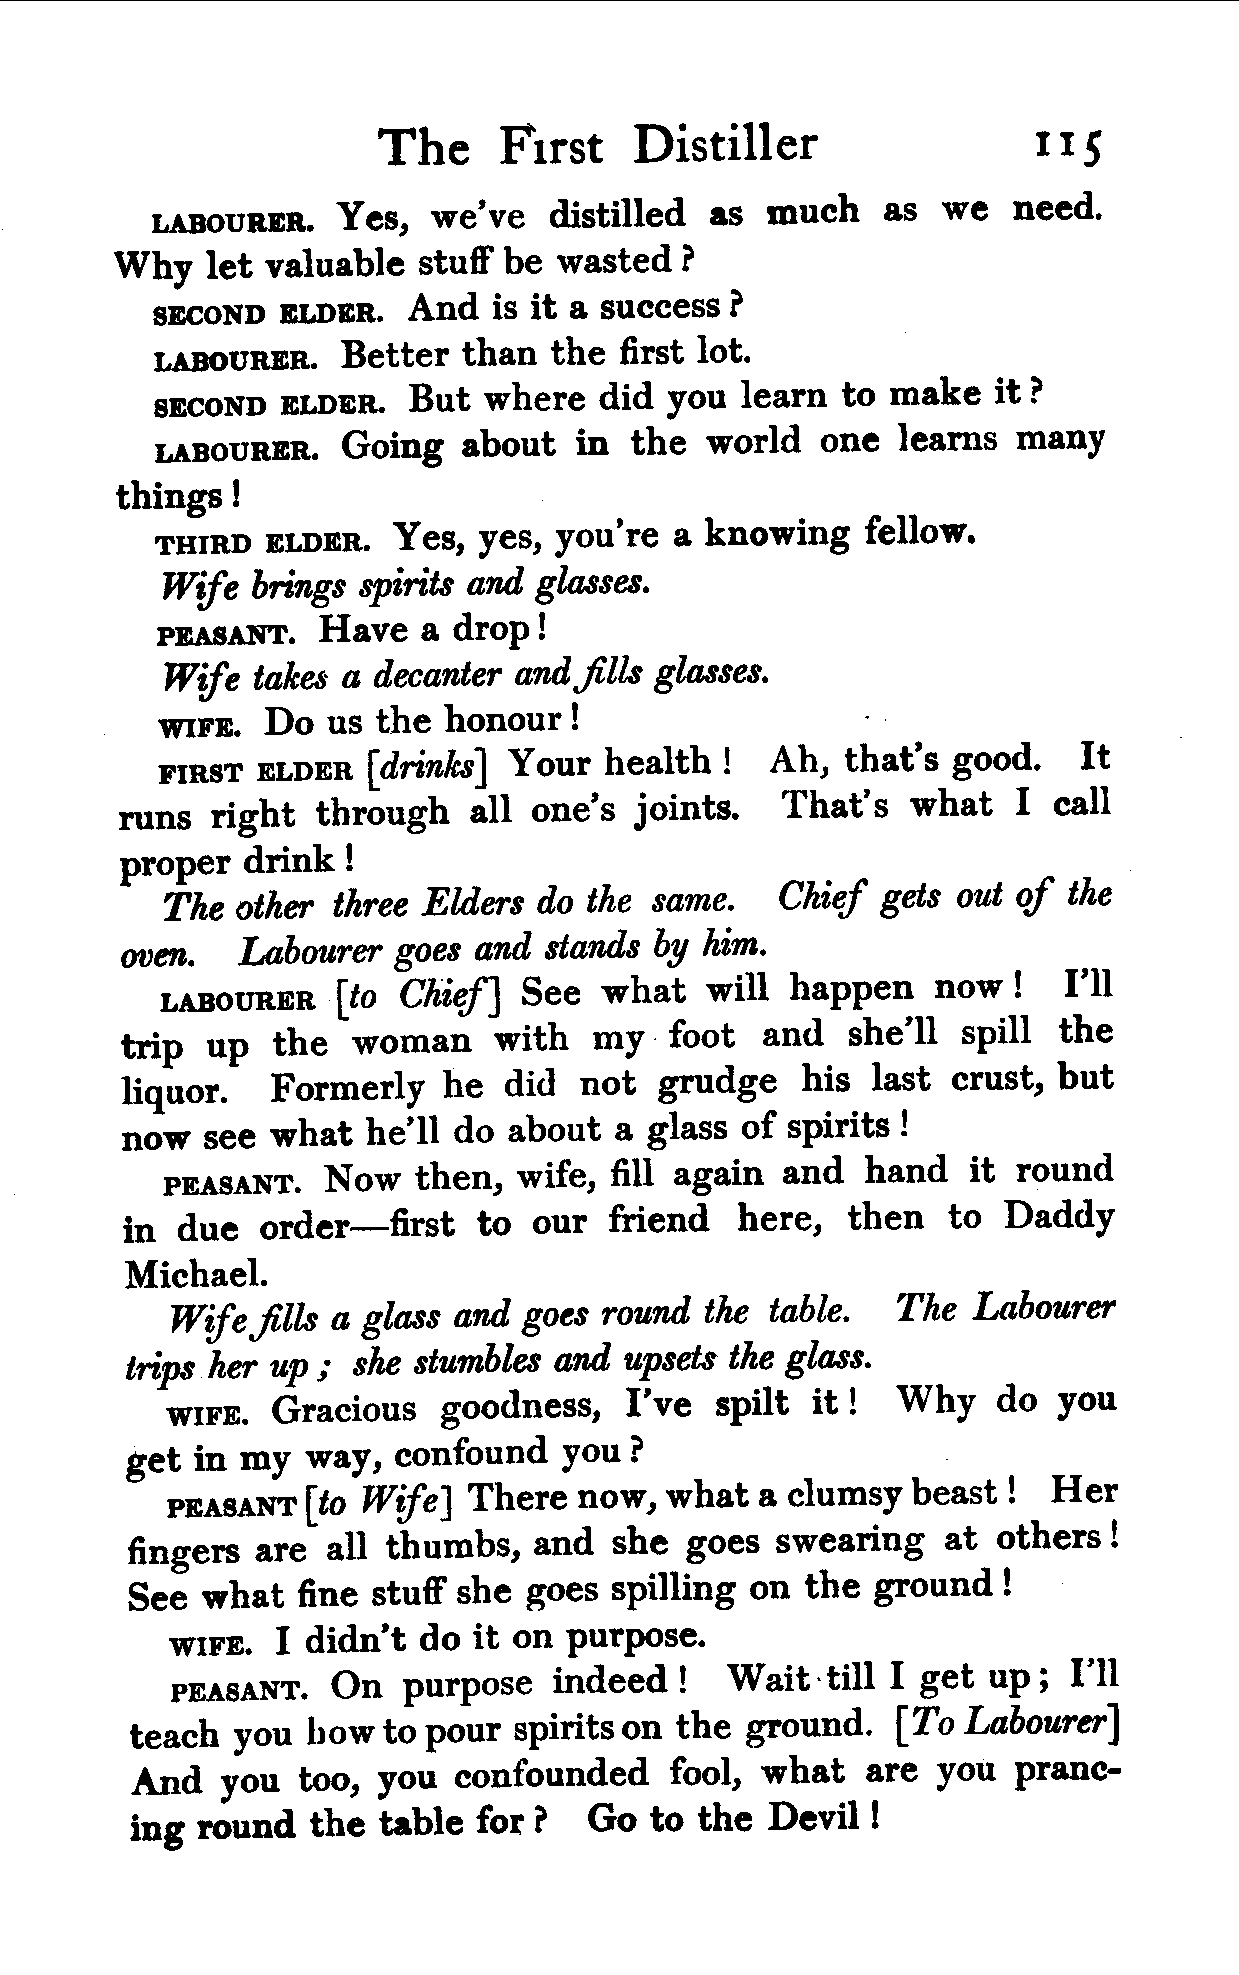 The First Distiller 115
LABOURER. Yes, we've distilled as much as we need.
Why let valuable stuff be wasted?
SECOND ELDER. And is it a success?
LABOURER. Better than the first lot.
SECOND ELDER. But where did you learn to make it?
LABOURER. Going about in the world one learns many
things!
THIRD ELDER. Yes, yes, you're a knowing fellow.
Wife brings spirits and glasses.
PEASANT. Have a drop!
Wife takes a decanter and fills glasses.
WIFE. Do us the honour!
FIRST ELDER [drinks] Your health! Ah, that's good. It
runs right through all one's joints. That's what I call
proper drink!
The other three Elders do the same. Chief gets out of the
oven. Labourer goes and stands by him.
LABOURER [to Chief] See what will happen now! I'll
trip up the woman with my foot and she'll spill the
liquor. Formerly he did not grudge his last crust, but
now see what he'll do about a glass of spirits!
PEASANT. Now then, wife, fill again and hand it round
in due order—first to our friend here, then to Daddy
Michael.
Wife fills a glass and goes round the table. The Labourer
trips her up; she stumbles and upsets the glass.
WIFE. Gracious goodness, I've spilt it! Why do you
get in my way, confound you?
PEASANT [to Wife] There now, what a clumsy beast! Her
fingers are all thumbs, and she goes swearing at others!
See what fine stuff she goes spilling on the ground!
WIFE. I didn't do it on purpose.
PEASANT. On purpose indeed! Wait till I get up; I'll
teach you how to pour spirits on the ground. [To Labourer]
And you too, you confounded fool, what are you pranc-
ing round the table for? Go to the Devil!